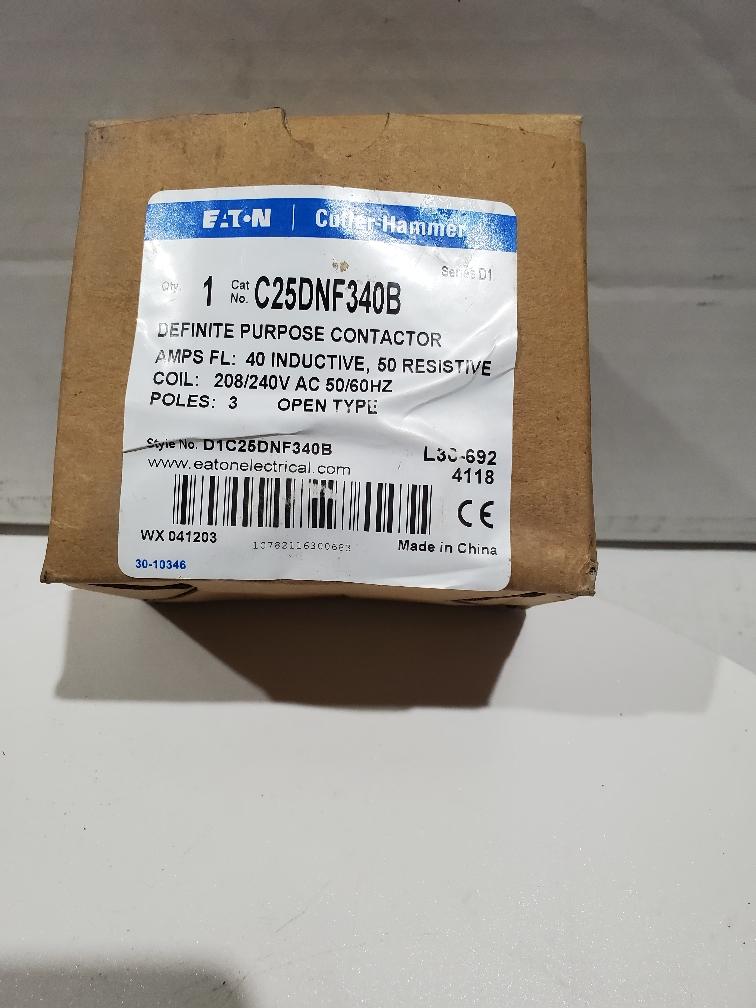 EATON | Cutler-Hammer
Series D1
Qty. 1 Cat No. C25DNF340B
DEFINITE PURPOSE CONTACTOR
AMPS FL: 40 INDUCTIVE, 50 RESISTIVE
COIL: 208/240V AC 50/60HZ
POLES: 3 OPEN TYPE
Style No. D1C25DNF340B
www.eatonelectrical.com
4118
CE
WX 041203
Made in China
30-10346